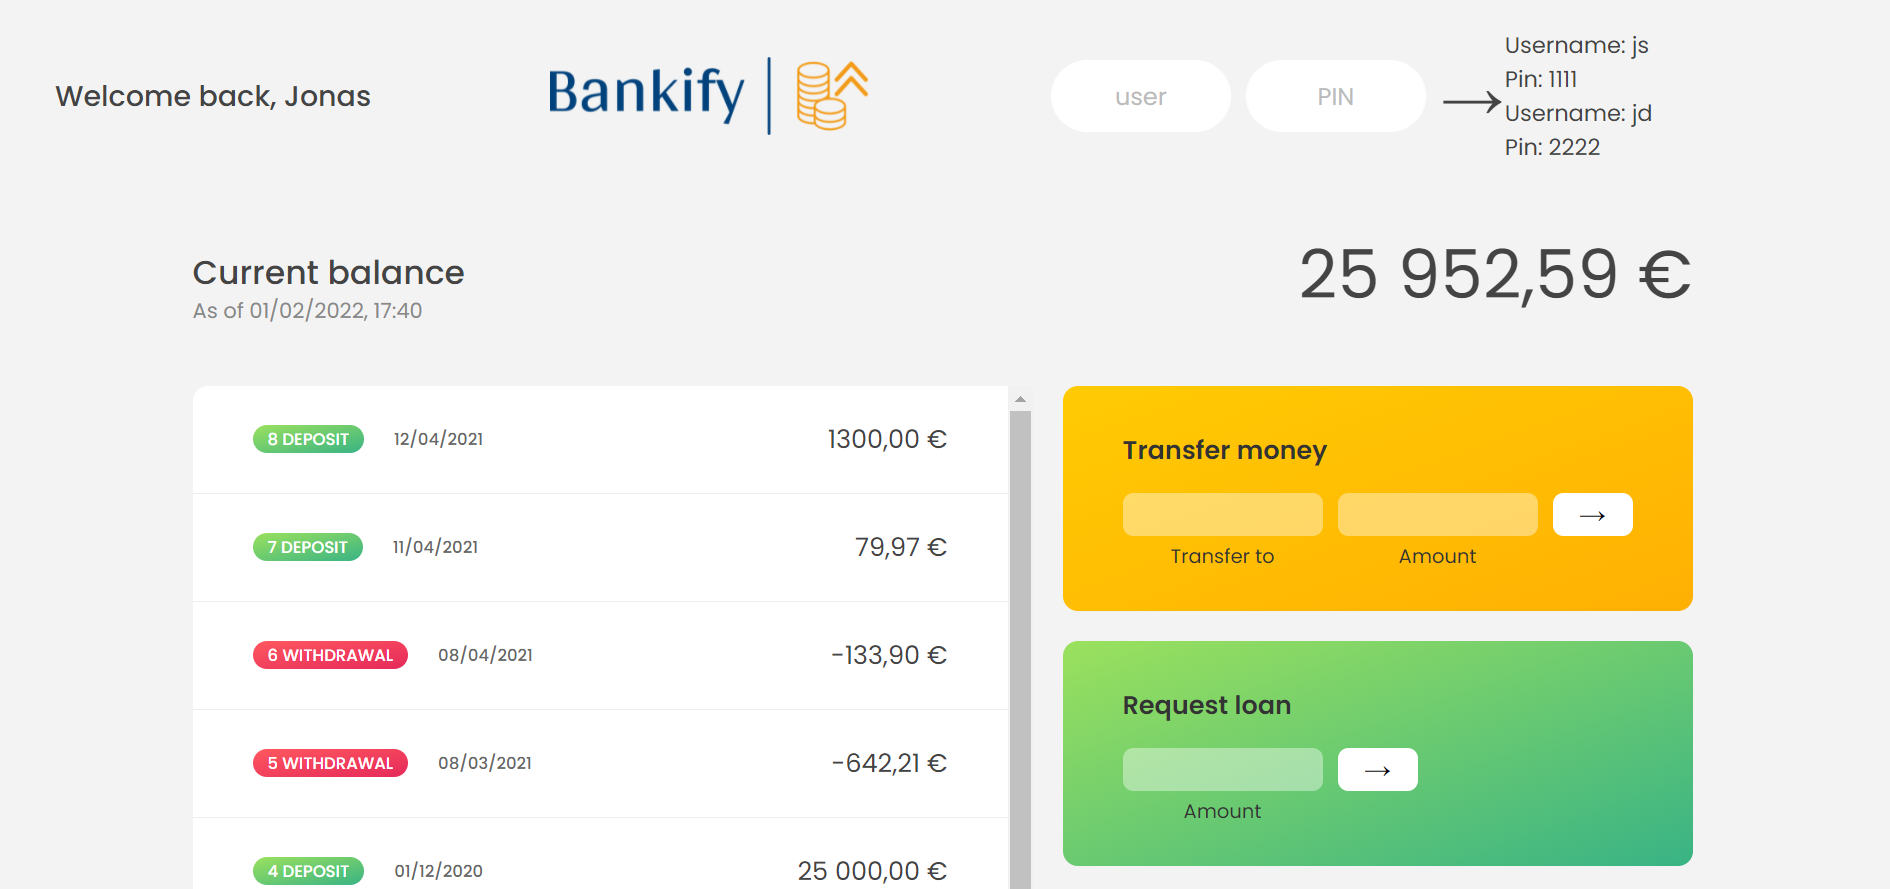 Welcome back, Jonas
Bankify
user
PIN
→
Username: js
Pin: 1111
Username: jd
Pin: 2222
Current balance
As of 01/02/2022, 17:40
25 952,59 €
8 DEPOSIT 12/04/2021 1300,00 €
7 DEPOSIT 11/04/2021 79,97 €
6 WITHDRAWAL 08/04/2021 -133,90 €
5 WITHDRAWAL 08/03/2021 -642,21 €
4 DEPOSIT 01/12/2020 25 000,00 €
Transfer money
→
Transfer to Amount
Request loan
→
Amount